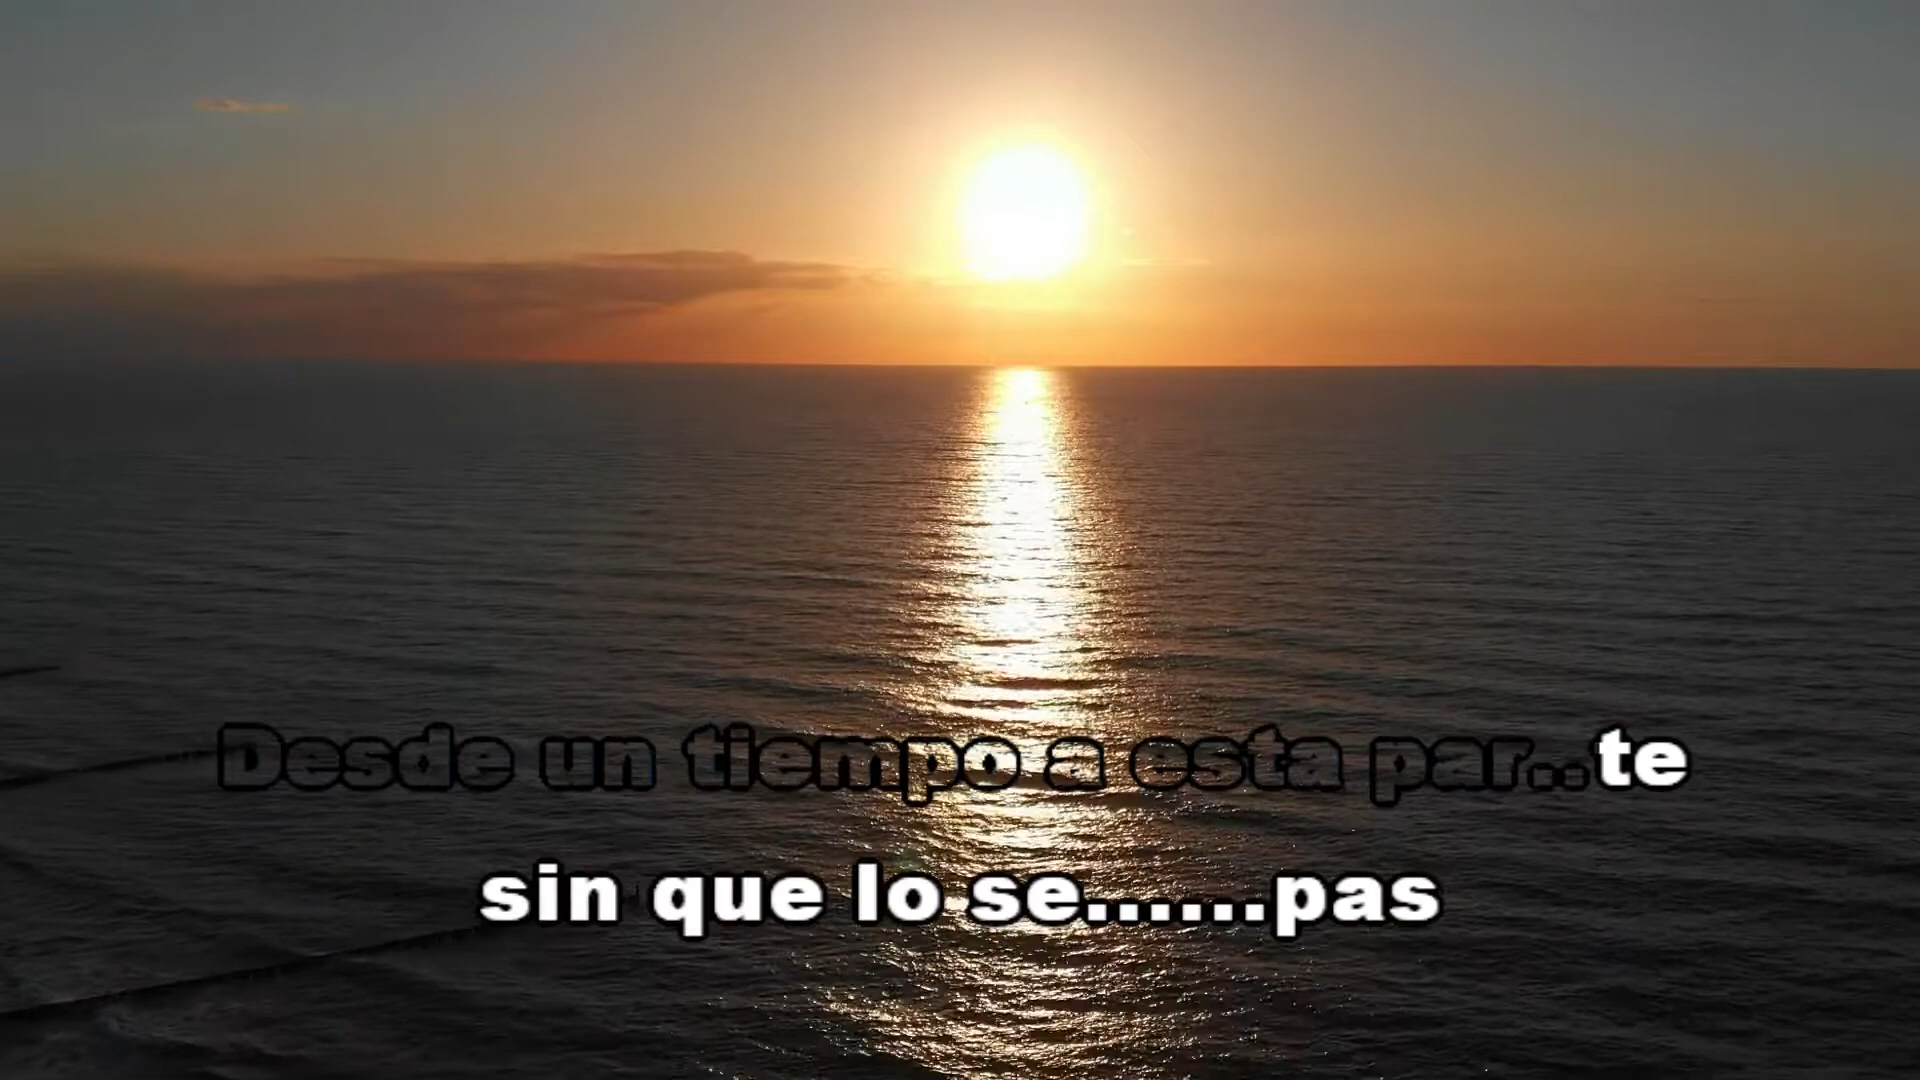 Desde un tiempo a esta par..te
sin que lo se......pas